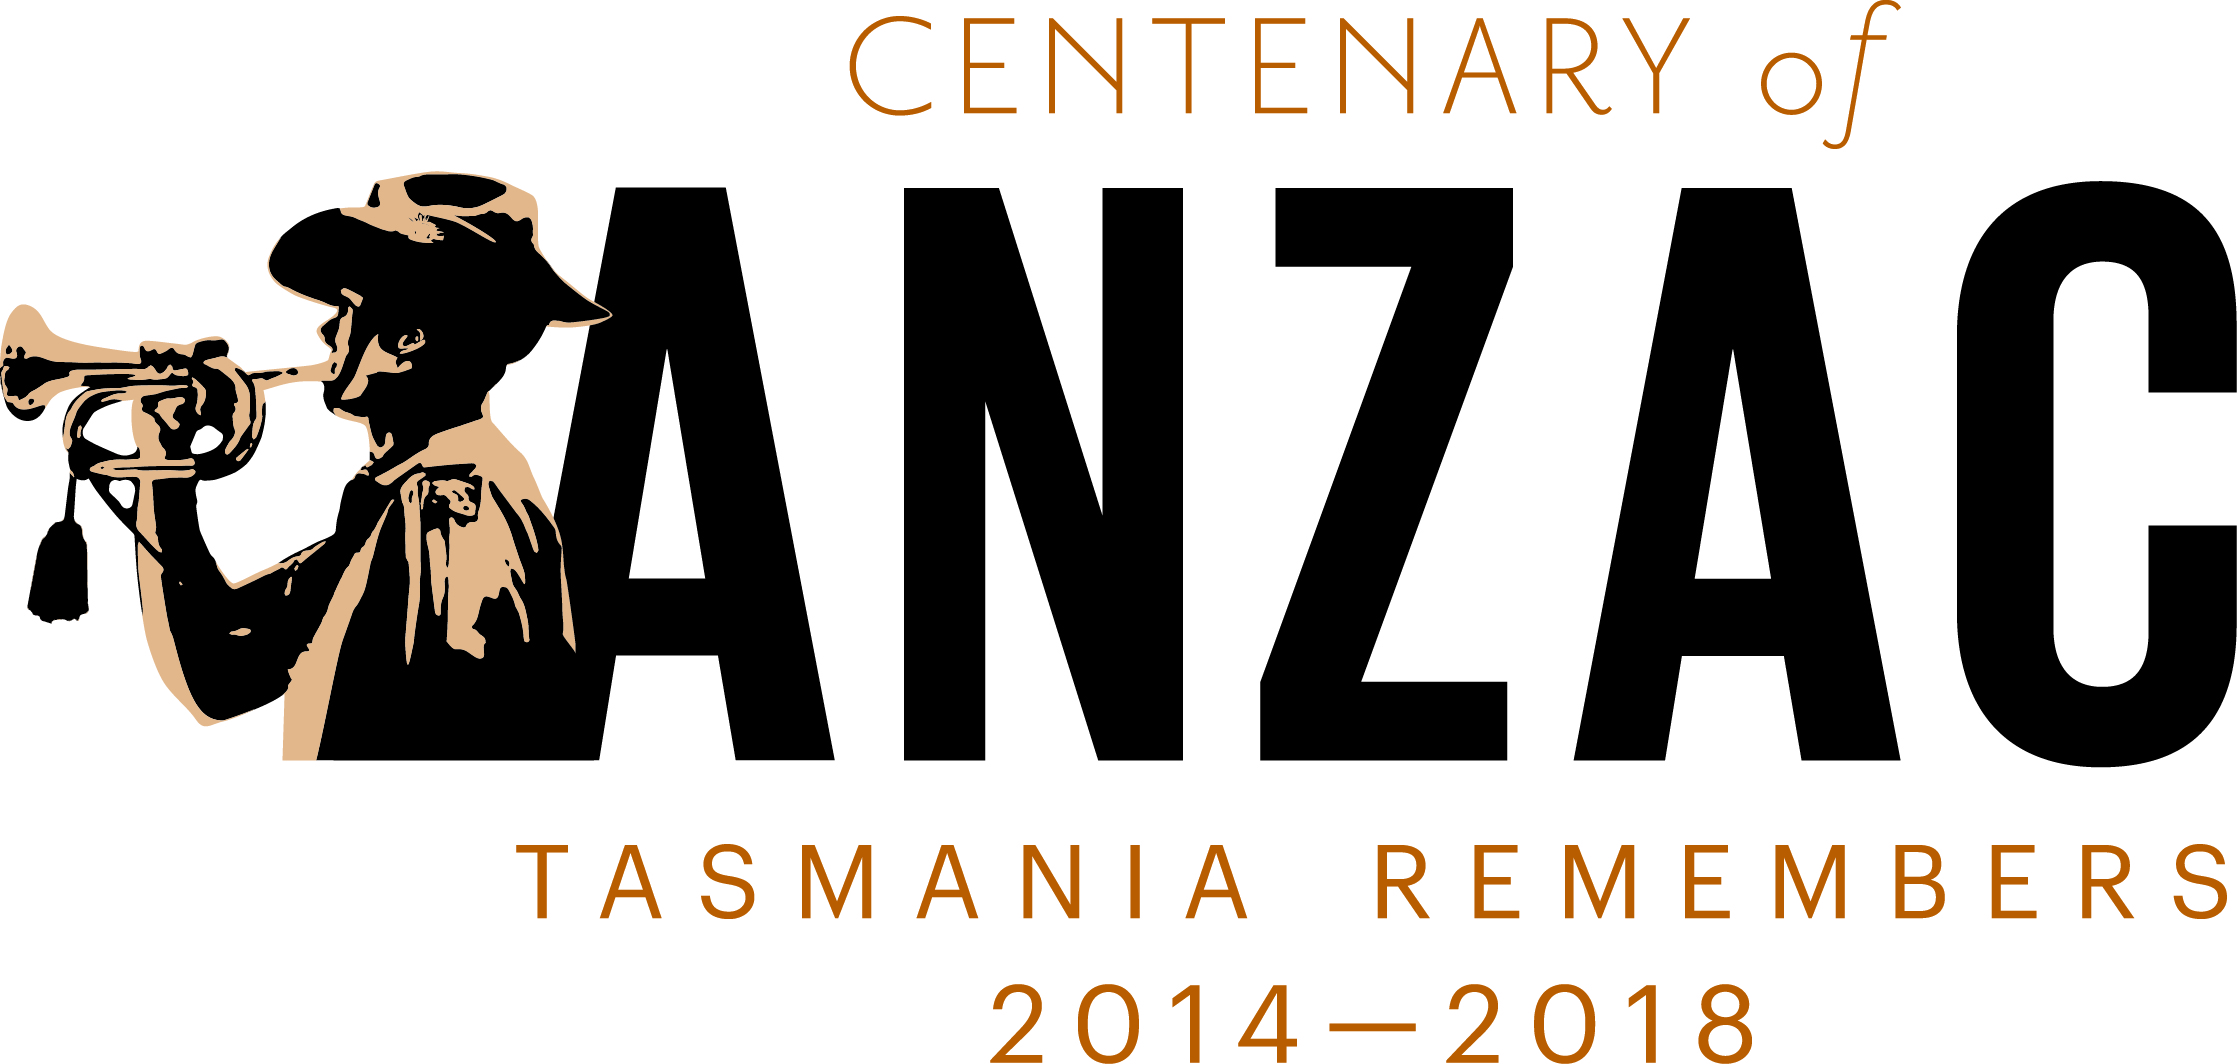 CENTENARY of
ANZAC
TASMANIA REMEMBERS
2014—2018